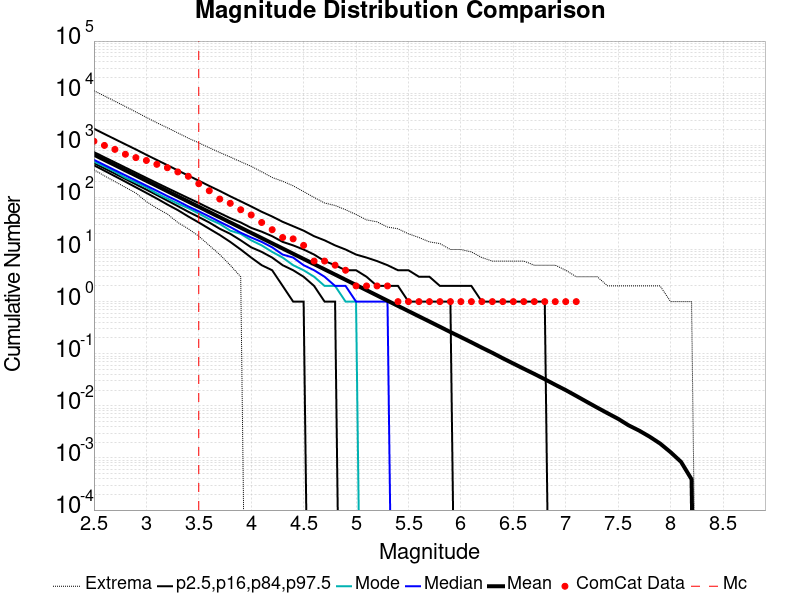 Magnitude Distribution Comparison
10^5
10^4
10^3
10^2
10^1
10^0
10^-1
10^-2
10^-3
10^-4
Cumulative Number
2.5 3 3.5 4 4.5 5 5.5 6 6.5 7 7.5 8 8.5
Magnitude
Extrema p2.5,p16,p84,p97.5 Mode Median Mean ComCat Data Mc